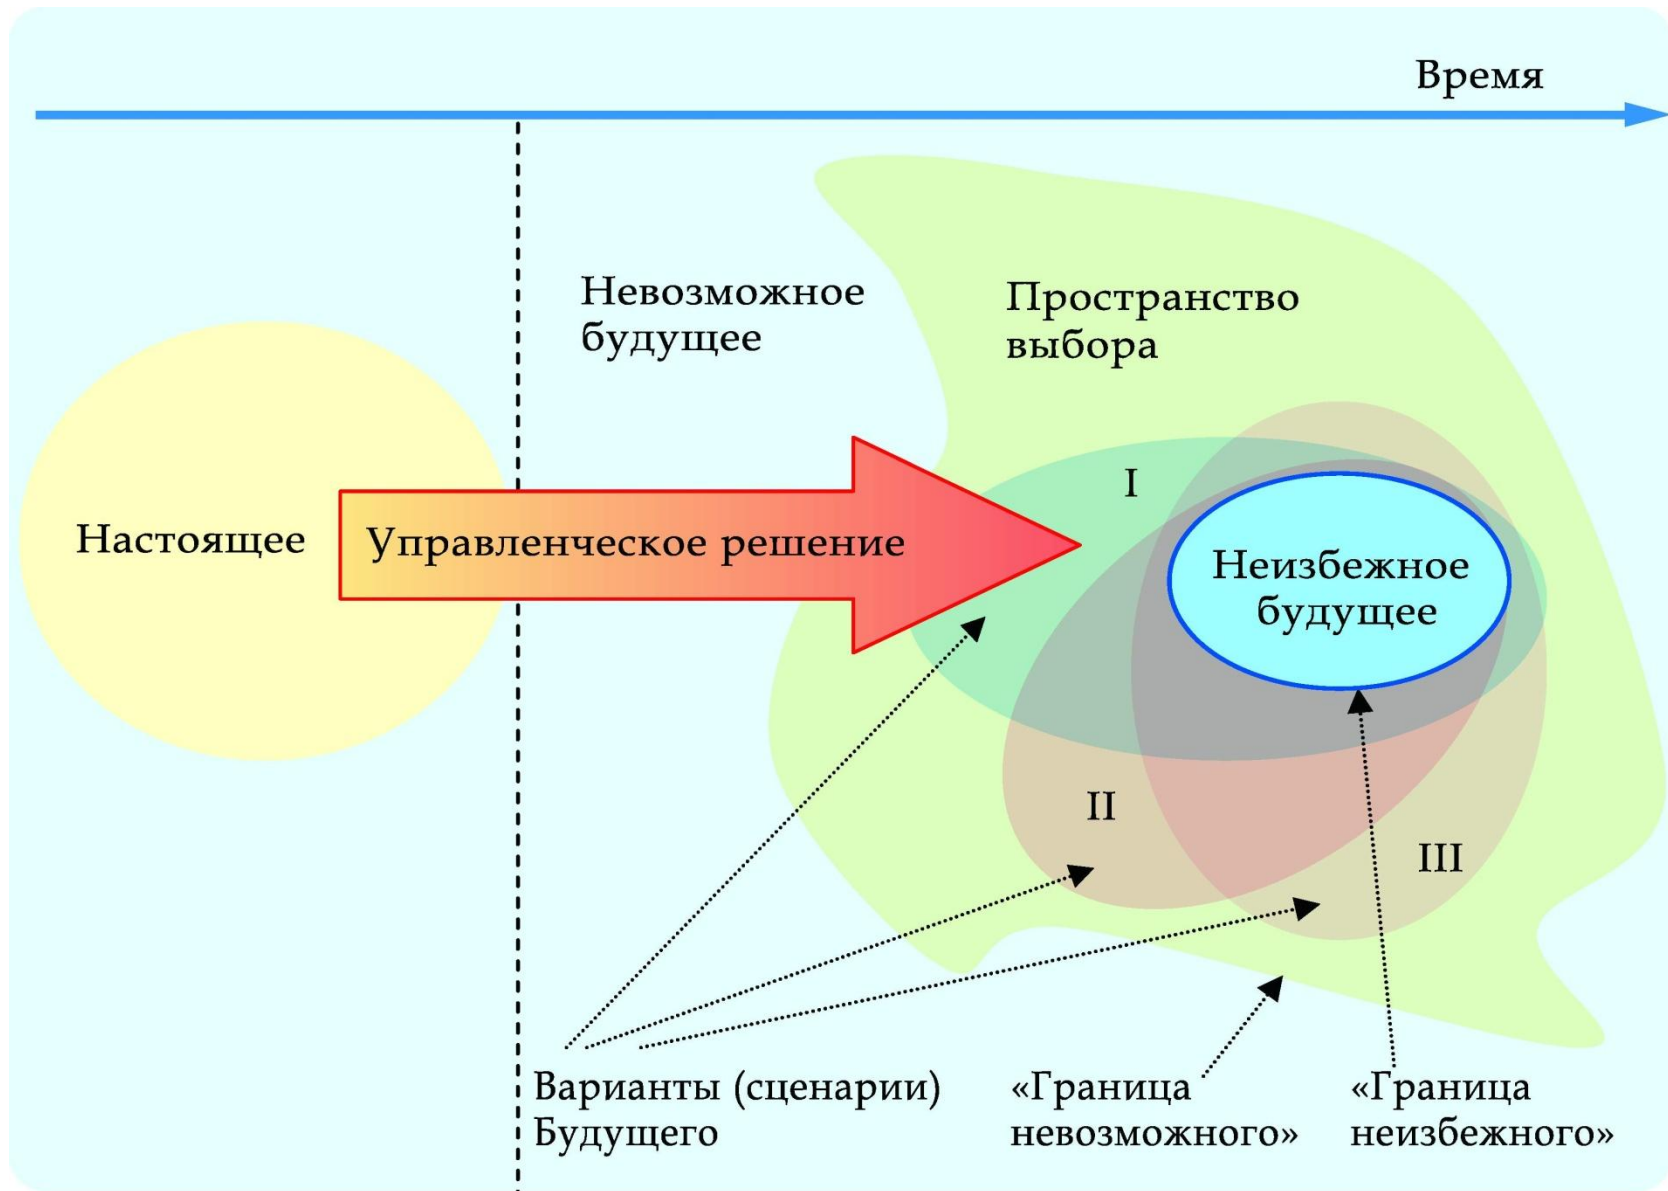 Время
Невозможное
будущее
Пространство
выбора
I
Настоящее
Управленческое решение
Неизбежное
будущее
II
III
Варианты (сценарии)
Будущего
«Граница
невозможного»
«Граница
неизбежного»